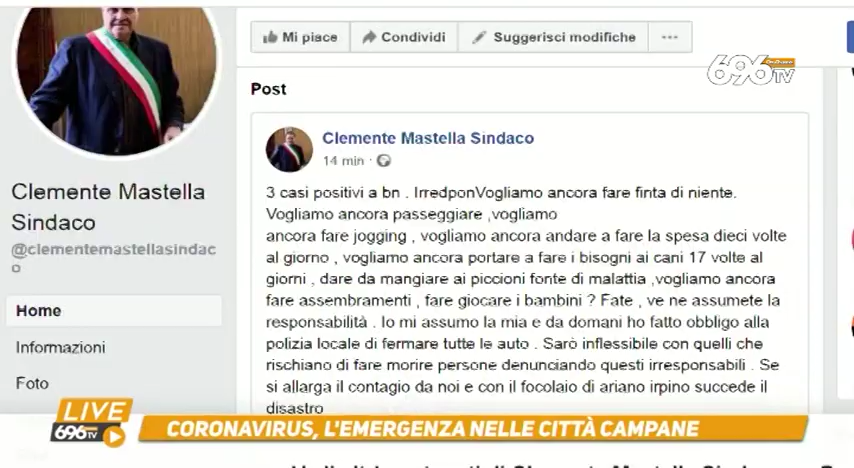 Mi piace
Condividi
Suggerisci modifiche
696 TV
Post
Clemente Mastella Sindaco
14 min
3 casi positivi a bn . IrredponVogliamo ancora fare finta di niente.
Vogliamo ancora passeggiare ,vogliamo
ancora fare jogging , vogliamo ancora andare a fare la spesa dieci volte
al giorno , vogliamo ancora portare a fare i bisogni ai cani 17 volte al
giorni , dare da mangiare ai piccioni fonte di malattia ,vogliamo ancora
fare assembramenti , fare giocare i bambini ? Fate , ve ne assumete la
responsabilità . Io mi assumo la mia e da domani ho fatto obbligo alla
polizia locale di fermare tutte le auto . Sarò inflessibile con quelli che
rischiano di fare morire persone denunciando questi irresponsabili . Se
si allarga il contagio da noi e con il focolaio di ariano irpino succede il
disastro
Clemente Mastella
Sindaco
@clementemastellasindac
o
Home
Informazioni
Foto
LIVE
696 TV
CORONAVIRUS, L'EMERGENZA NELLE CITTÀ CAMPANE